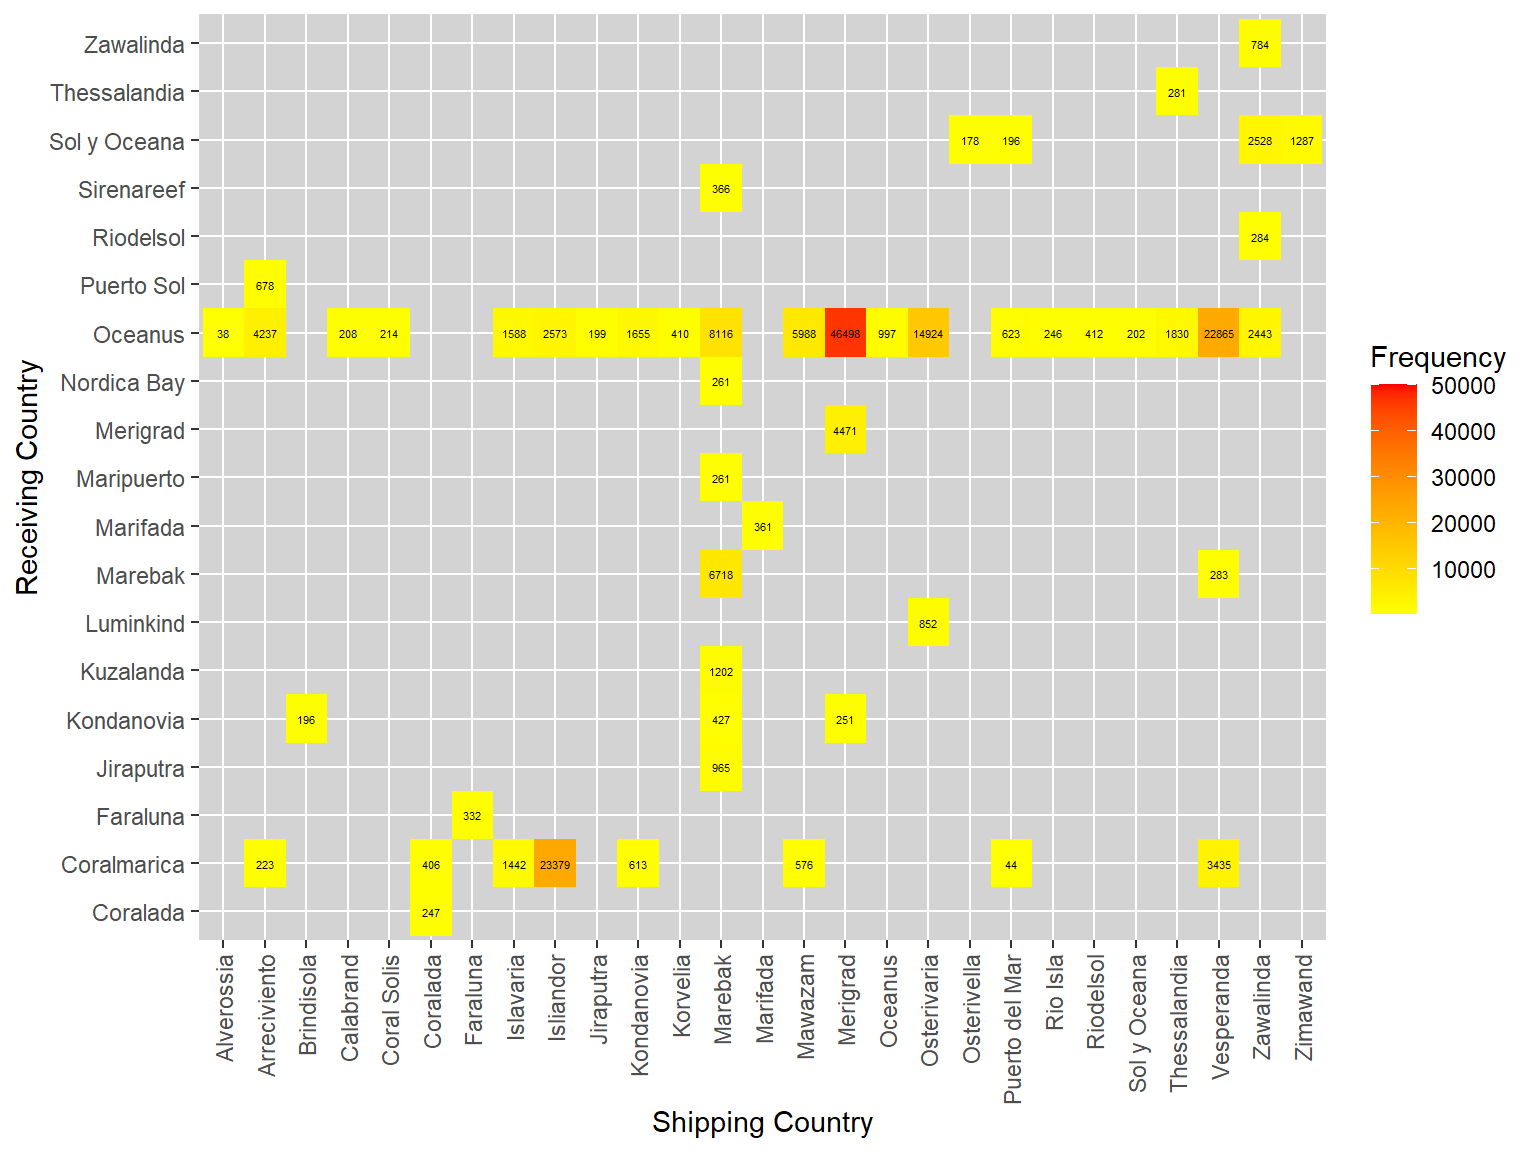 Zawalinda 784
Thessalandia 281
Sol y Oceana 178 196 2528 1287
Sirenareef 366
Riodelsol 284
Puerto Sol 678
Oceanus 38 4237 208 214 1588 2573 199 1655 410 8116 5988 46498 997 14924 623 246 412 202 1830 22865 2443
Nordica Bay 261
Merigrad 4471
Maripuerto 261
Marifada 361
Marebak 6718 283
Luminkind 852
Kuzalanda 1202
Kondanovia 196 427 251
Jiraputra 965
Faraluna 332
Coralmarica 223 406 1442 23379 613 576 44 3435
Coralada 247
Receiving Country
Alverossia
Arreciviento
Brindisola
Calabrand
Coral Solis
Coralada
Faraluna
Islavaria
Isliandor
Jiraputra
Kondanovia
Korvelia
Marebak
Marifada
Mawazam
Merigrad
Oceanus
Osterivaria
Osterivella
Puerto del Mar
Rio Isla
Riodelsol
Sol y Oceana
Thessalandia
Vesperanda
Zawalinda
Zimawand
Shipping Country
Frequency
50000
40000
30000
20000
10000